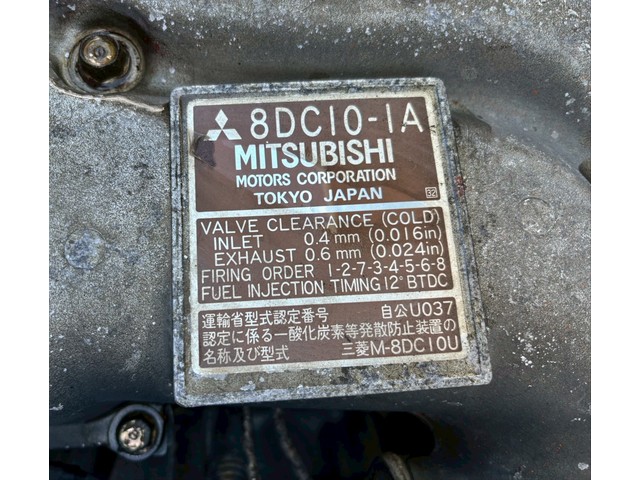 8DC10-1A
MITSUBISHI
MOTORS CORPORATION
TOKYO JAPAN 32
VALVE CLEARANCE (COLD)
INLET 0.4 mm (0.016in)
EXHAUST 0.6 mm (0.024in)
FIRING ORDER 1-2-7-3-4-5-6-8
FUEL INJECTION TIMING 12° BTDC
運輸省型式認定番号 自公U037
認定に係る一酸化炭素等発散防止装置の
名称及び型式 三菱M-8DC10U